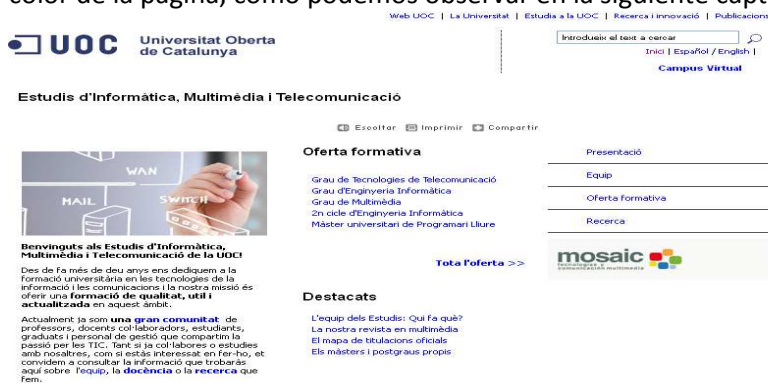 color de la página, como podemos observar en la siguiente capt
Web UOC | La Universitat | Estudia a la UOC | Recerca i innovació | Publicacions
UOC
Universitat Oberta
de Catalunya
Introdueix el text a cercar
Inici | Español / English |
Campus Virtual
Estudis d'Informàtica, Multimèdia i Telecomunicació
Escoltar Imprimir Compartir
WAN
MAIL
SWITCH
Benvinguts als Estudis d'Informàtica,
Multimèdia i Telecomunicació de la UOC!
Des de fa més de deu anys ens dediquem a la
formació universitària en les tecnologies de la
informació i les comunicacions i la nostra missió és
oferir una formació de qualitat, útil i
actualitzada en aquest àmbit.
Actualment ja som una gran comunitat de
professors, docents col·laboradors, estudiants,
graduats i personal de gestió que compartim la
passió per les TIC. Tant si ja col·labores o estudies
amb nosaltres, com si estàs interessat en fer-ho, et
convidem a consultar la informació que trobaràs
aquí sobre l'equip, la docència o la recerca que
fem.
Oferta formativa
Grau de Tecnologies de Telecomunicació
Grau d'Enginyeria Informàtica
Grau de Multimèdia
2n cicle d'Enginyeria Informàtica
Màster universitari de Programari Lliure
Tota l'oferta >>
Destacats
L'equip dels Estudis: Qui fa què?
La nostra revista en multimèdia
El mapa de titulacions oficials
Els màsters i postgraus propis
Presentació
Equip
Oferta formativa
Recerca
mosaic
tecnologías y
comunicación multimedia